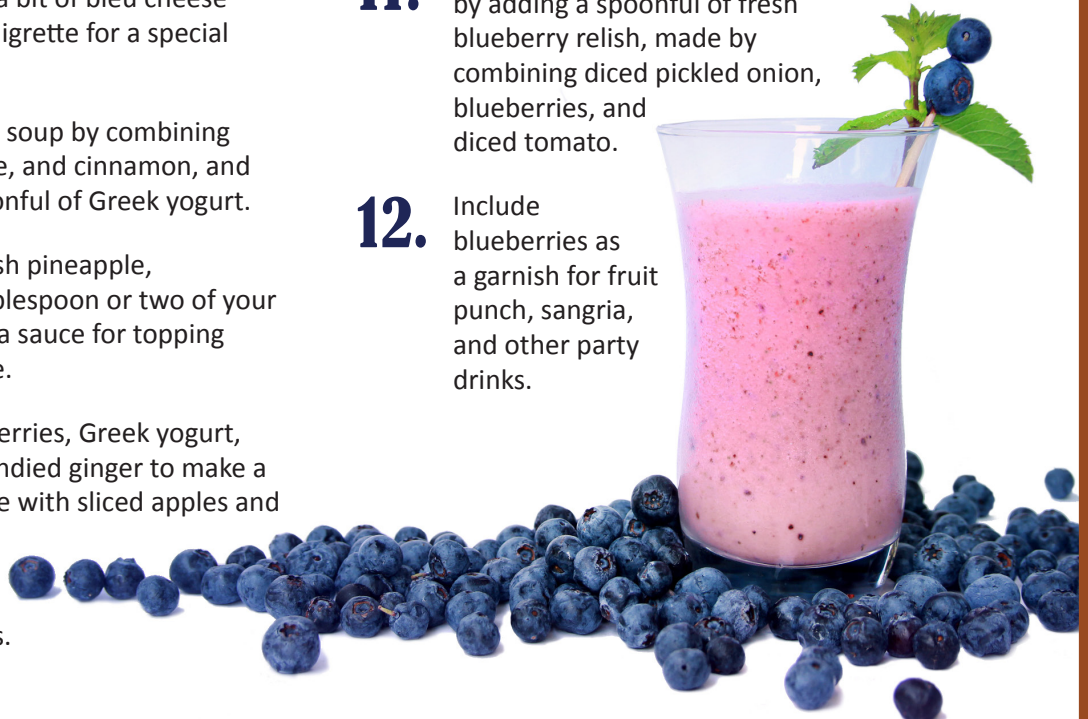 a bit of bleu cheese
igrette for a special
soup by combining
e, and cinnamon, and
onful of Greek yogurt.
sh pineapple,
blespoon or two of your
a sauce for topping
e.
erries, Greek yogurt,
ndied ginger to make a
e with sliced apples and
s.
11.
by adding a spoonful of fresh
blueberry relish, made by
combining diced pickled onion,
blueberries, and
diced tomato.
12.
Include
blueberries as
a garnish for fruit
punch, sangria,
and other party
drinks.